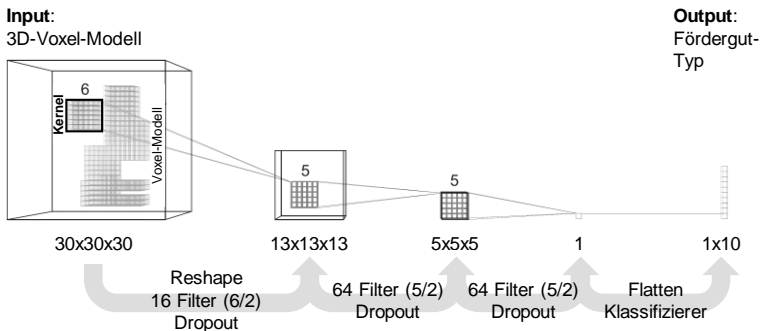 Input:
3D-Voxel-Modell
Output:
Fördergut-
Typ
6
Kernel
Voxel-Modell
5
5
30x30x30
13x13x13
5x5x5
1
1x10
Reshape
16 Filter (6/2)
Dropout
64 Filter (5/2)
Dropout
64 Filter (5/2)
Dropout
Flatten
Klassifizierer